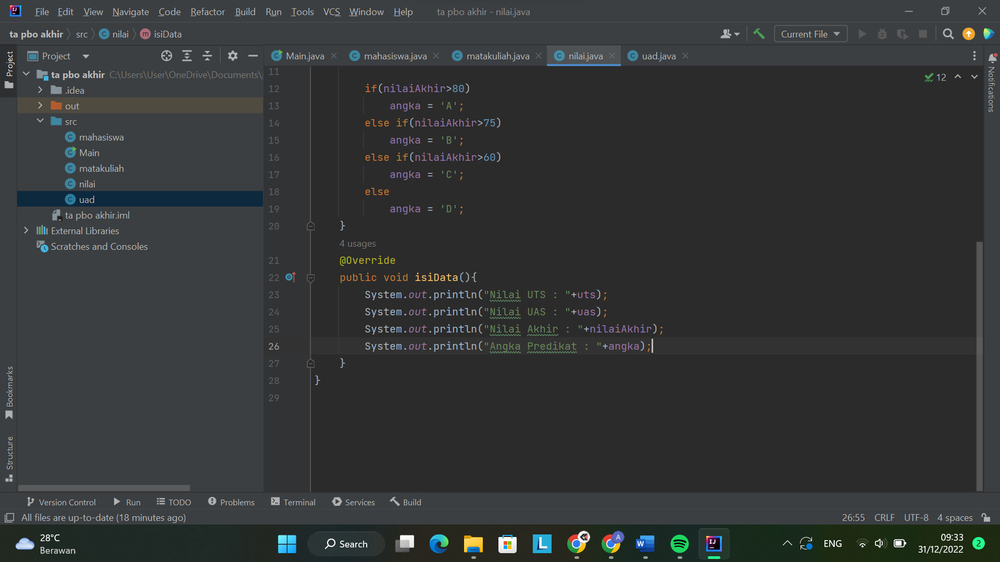 File Edit View Navigate Code Refactor Build Run Tools VCS Window Help ta pbo akhir - nilai.java
ta pbo akhir src nilai isiData
Current File
Project
Main.java mahasiswa.java matakuliah.java nilai.java uad.java
Project
Bookmarks
Structure
Notifications
ta pbo akhir C:\Users\User\OneDrive\Documents\
.idea
out
src
mahasiswa
Main
matakuliah
nilai
uad
ta pbo akhir.iml
External Libraries
Scratches and Consoles
12
11
12 if(nilaiAkhir>80)
13 angka = 'A';
14 else if(nilaiAkhir>75)
15 angka = 'B';
16 else if(nilaiAkhir>60)
17 angka = 'C';
18 else
19 angka = 'D';
20 }
4 usages
21 @Override
22 public void isiData(){
23 System.out.println("Nilai UTS : "+uts);
24 System.out.println("Nilai UAS : "+uas);
25 System.out.println("Nilai Akhir : "+nilaiAkhir);
26 System.out.println("Angka Predikat : "+angka);
27 }
28 }
29
Version Control Run TODO Problems Terminal Services Build
All files are up-to-date (18 minutes ago)
26:55 CRLF UTF-8 4 spaces
28°C
Berawan
Search
ENG
09:33
31/12/2022
2